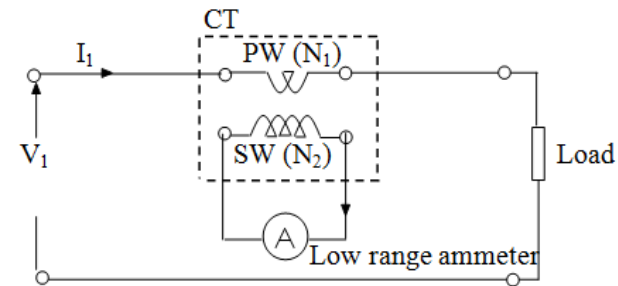 CT
I₁
PW (N₁)
V₁
SW (N₂)
Load
A
Low range ammeter